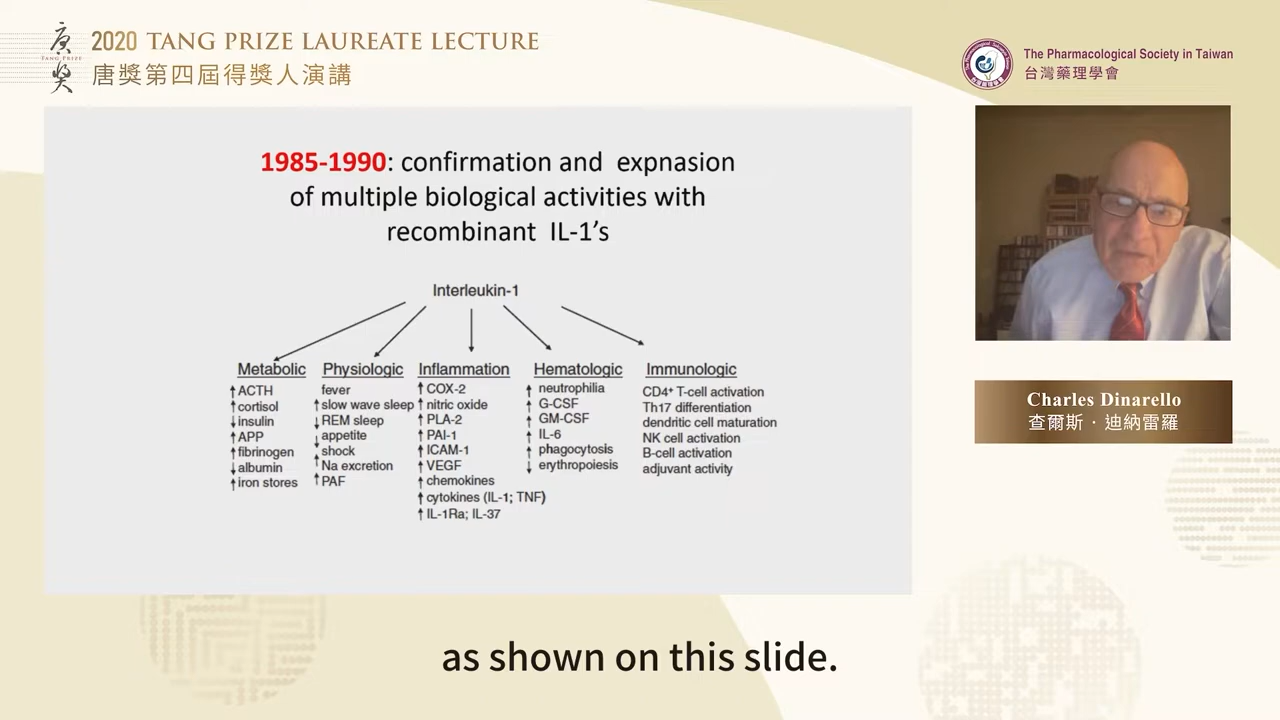 唐獎
TANG PRIZE
2020 TANG PRIZE LAUREATE LECTURE
唐獎第四屆得獎人演講
The Pharmacological Society in Taiwan
台灣藥理學會
1985-1990: confirmation and expnasion
of multiple biological activities with
recombinant IL-1’s
Interleukin-1
Metabolic
↑ACTH
↑cortisol
↓insulin
↑APP
↑fibrinogen
↓albumin
↑iron stores
Physiologic
fever
↑slow wave sleep
↓REM sleep
↓appetite
↓shock
↑Na excretion
↑PAF
Inflammation
↑COX-2
↑nitric oxide
↑PLA-2
↑PAI-1
↑ICAM-1
↑VEGF
↑chemokines
↑cytokines (IL-1; TNF)
↑IL-1Ra; IL-37
Hematologic
↑neutrophilia
↑G-CSF
↑GM-CSF
↑IL-6
↑phagocytosis
↓erythropoiesis
Immunologic
CD4⁺ T-cell activation
Th17 differentiation
dendritic cell maturation
NK cell activation
B-cell activation
adjuvant activity
Charles Dinarello
查爾斯・迪納雷羅
as shown on this slide.